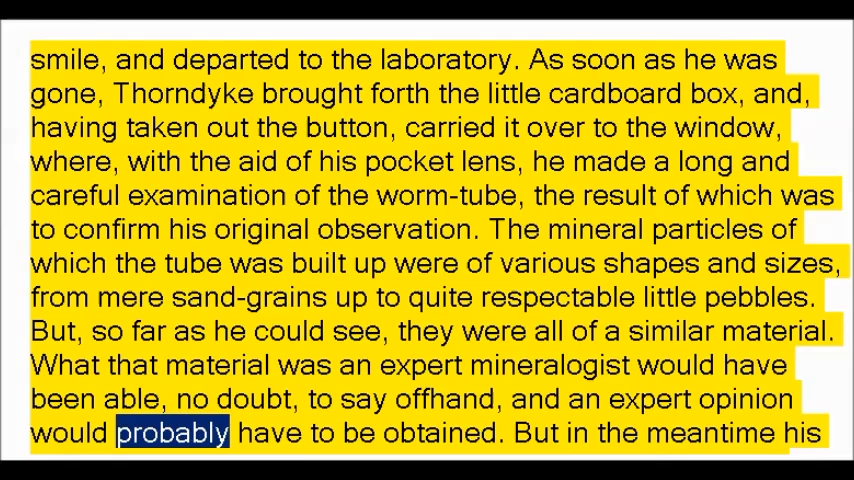 smile, and departed to the laboratory. As soon as he was
gone, Thorndyke brought forth the little cardboard box, and,
having taken out the button, carried it over to the window,
where, with the aid of his pocket lens, he made a long and
careful examination of the worm-tube, the result of which was
to confirm his original observation. The mineral particles of
which the tube was built up were of various shapes and sizes,
from mere sand-grains up to quite respectable little pebbles.
But, so far as he could see, they were all of a similar material.
What that material was an expert mineralogist would have
been able, no doubt, to say offhand, and an expert opinion
would probably have to be obtained. But in the meantime his